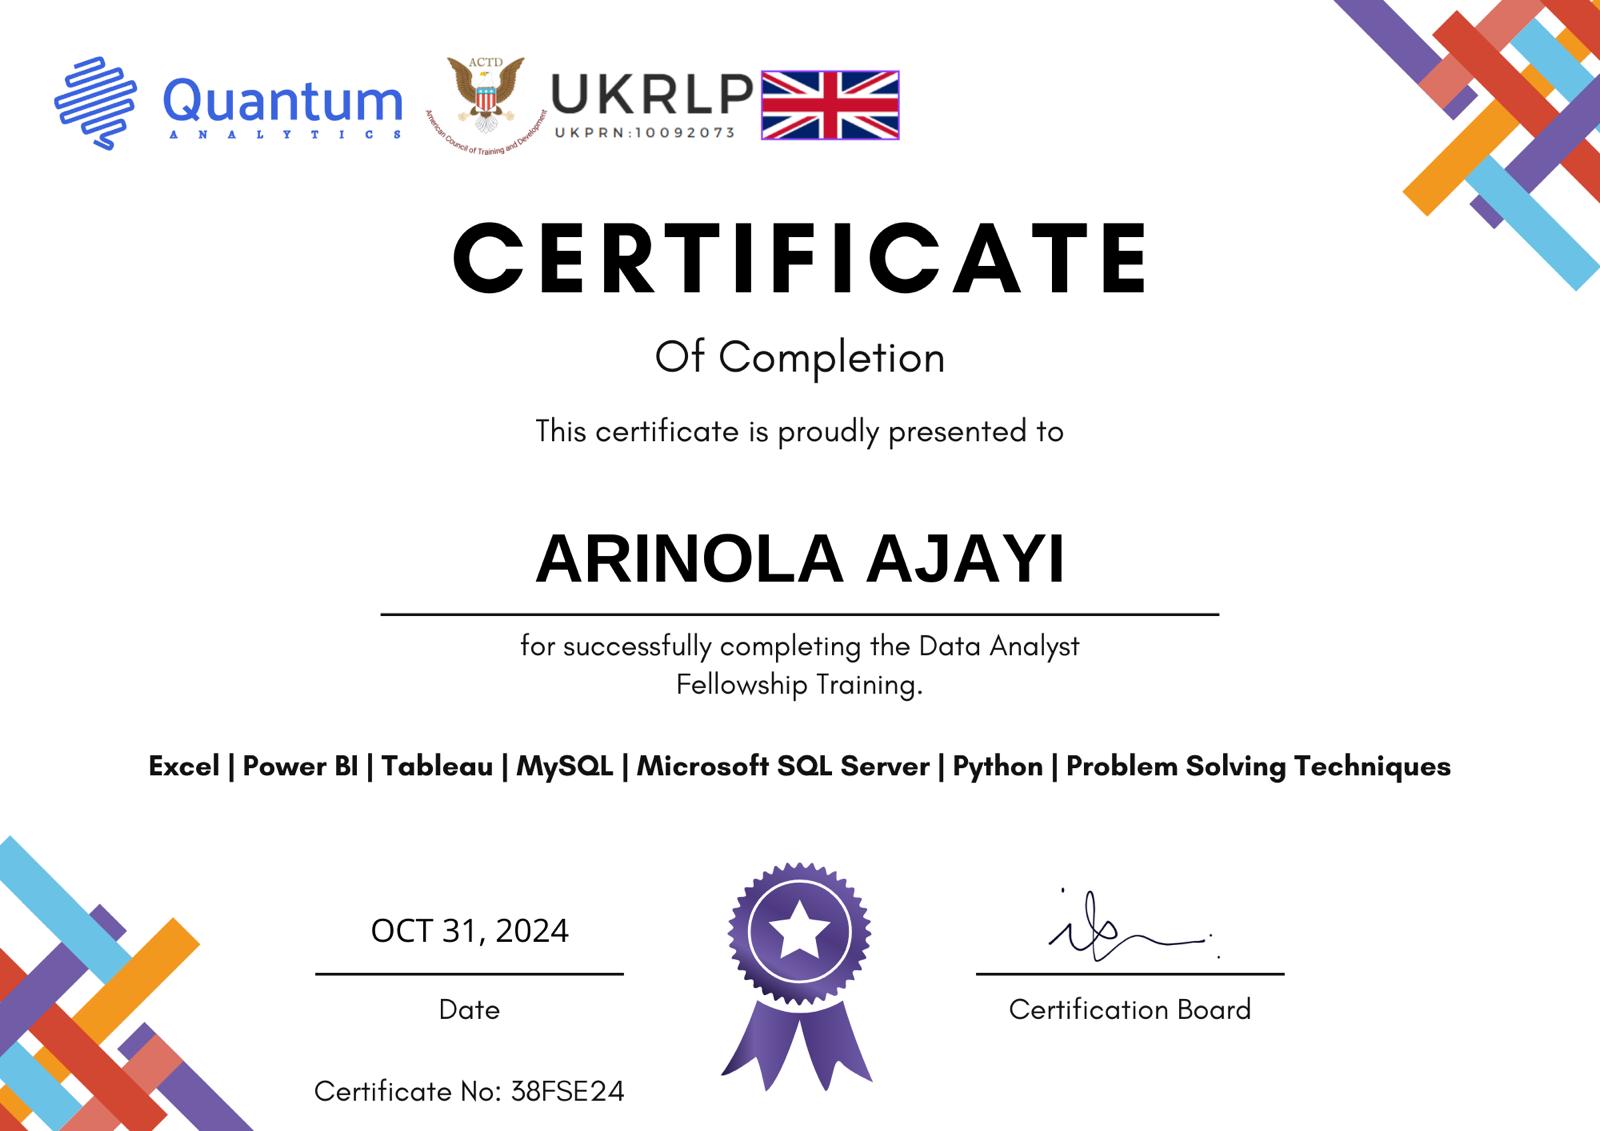 Quantum
ANALYTICS
ACTD
American Council of Training and Development
UKRLP
UKPRN:10092073
CERTIFICATE
Of Completion
This certificate is proudly presented to
ARINOLA AJAYI
for successfully completing the Data Analyst
Fellowship Training.
Excel | Power BI | Tableau | MySQL | Microsoft SQL Server | Python | Problem Solving Techniques
OCT 31, 2024
Date
Certification Board
Certificate No: 38FSE24